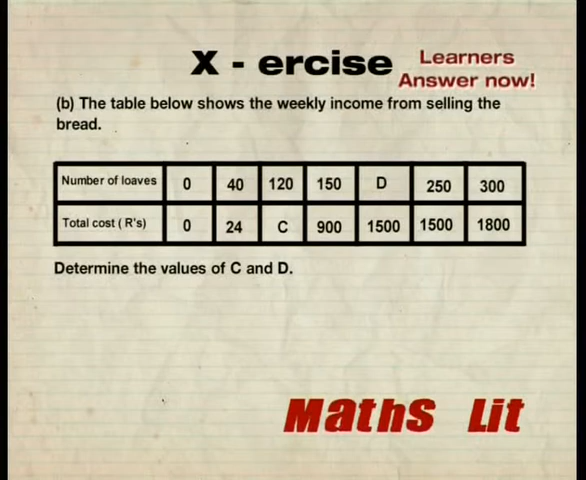 X - ercise
Learners
Answer now!
(b) The table below shows the weekly income from selling the
bread.
Number of loaves 0 40 120 150 D 250 300
Total cost ( R's) 0 24 C 900 1500 1500 1800
Determine the values of C and D.
Maths Lit